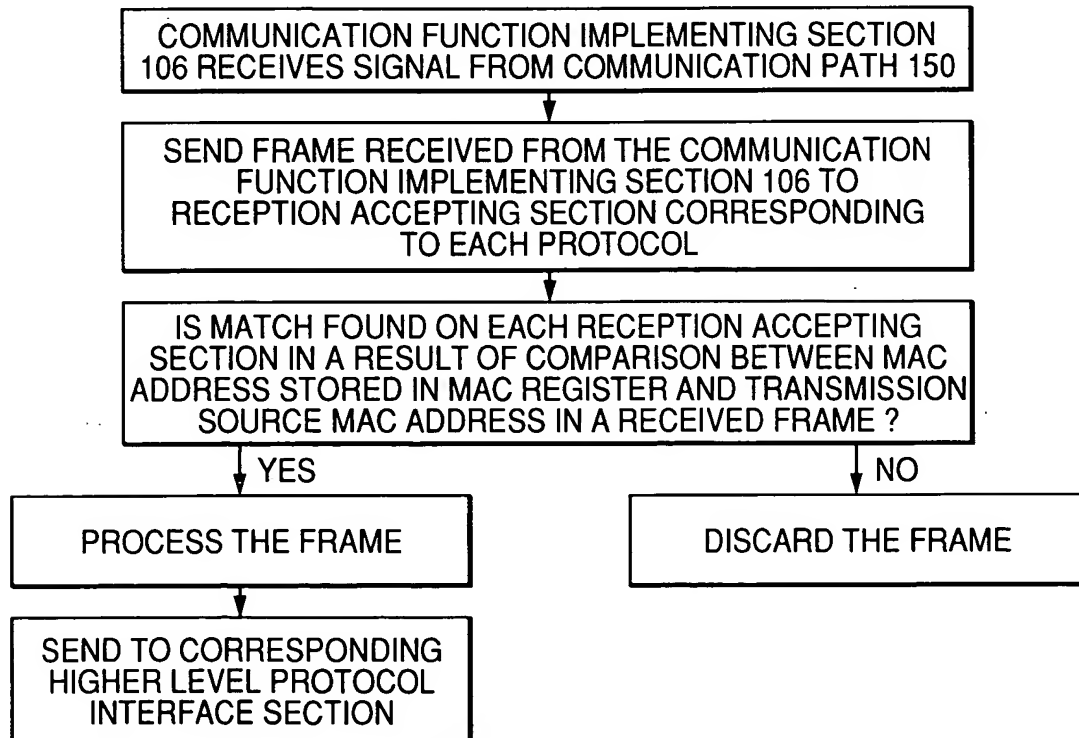 COMMUNICATION FUNCTION IMPLEMENTING SECTION
106 RECEIVES SIGNAL FROM COMMUNICATION PATH 150
SEND FRAME RECEIVED FROM THE COMMUNICATION
FUNCTION IMPLEMENTING SECTION 106 TO
RECEPTION ACCEPTING SECTION CORRESPONDING
TO EACH PROTOCOL
IS MATCH FOUND ON EACH RECEPTION ACCEPTING
SECTION IN A RESULT OF COMPARISON BETWEEN MAC
ADDRESS STORED IN MAC REGISTER AND TRANSMISSION
SOURCE MAC ADDRESS IN A RECEIVED FRAME ?
YES
NO
PROCESS THE FRAME
DISCARD THE FRAME
SEND TO CORRESPONDING
HIGHER LEVEL PROTOCOL
INTERFACE SECTION